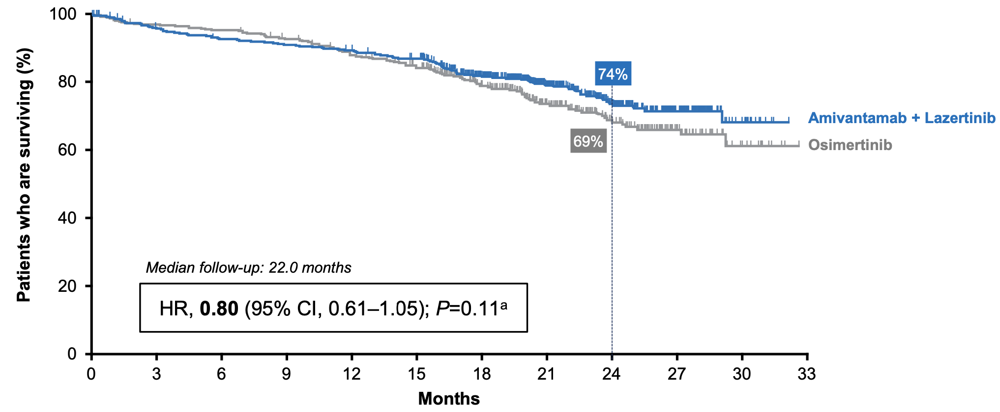 Patients who are surviving (%)
100
80
60
40
20
0
74%
69%
Amivantamab + Lazertinib
Osimertinib
Median follow-up: 22.0 months
HR, 0.80 (95% CI, 0.61–1.05); P=0.11ᵃ
0 3 6 9 12 15 18 21 24 27 30 33
Months